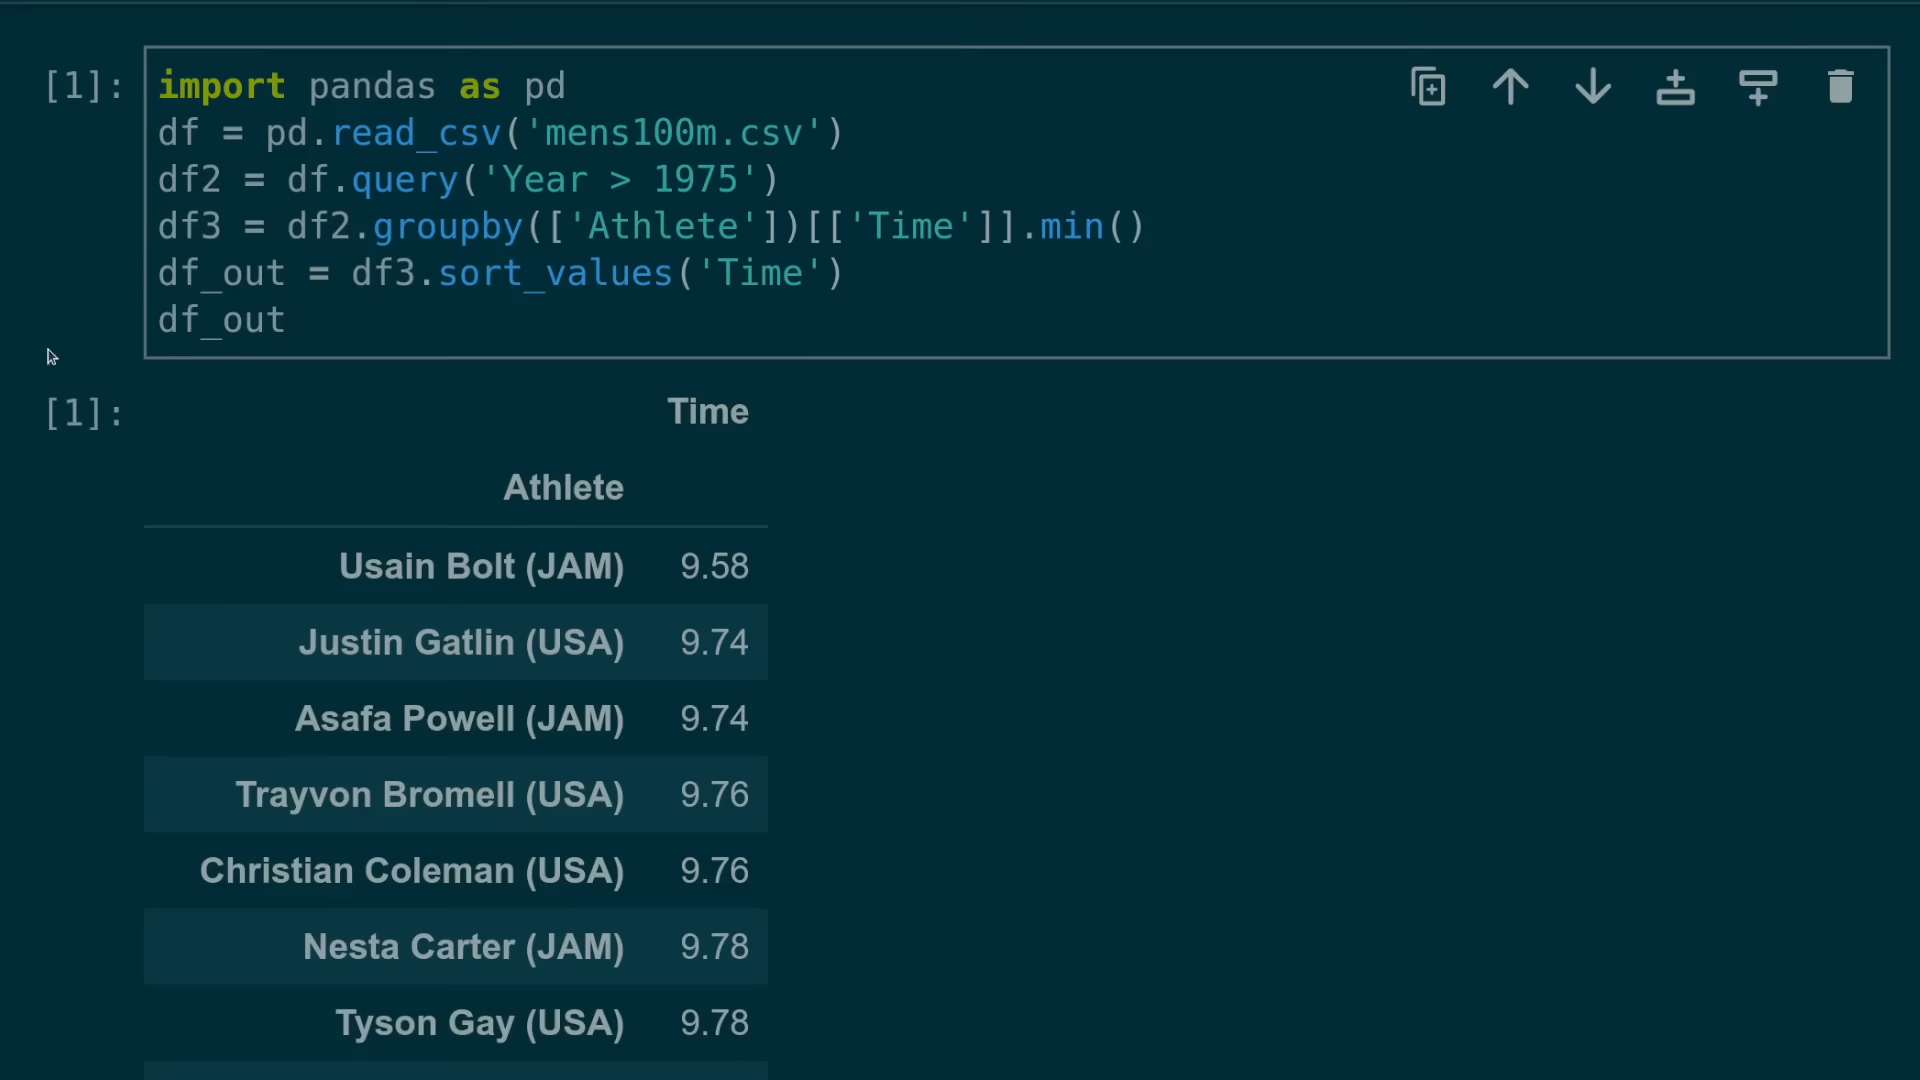 [1]: import pandas as pd
df = pd.read_csv('mens100m.csv')
df2 = df.query('Year > 1975')
df3 = df2.groupby(['Athlete'])[['Time']].min()
df_out = df3.sort_values('Time')
df_out
[1]: Time
Athlete
Usain Bolt (JAM) 9.58
Justin Gatlin (USA) 9.74
Asafa Powell (JAM) 9.74
Trayvon Bromell (USA) 9.76
Christian Coleman (USA) 9.76
Nesta Carter (JAM) 9.78
Tyson Gay (USA) 9.78